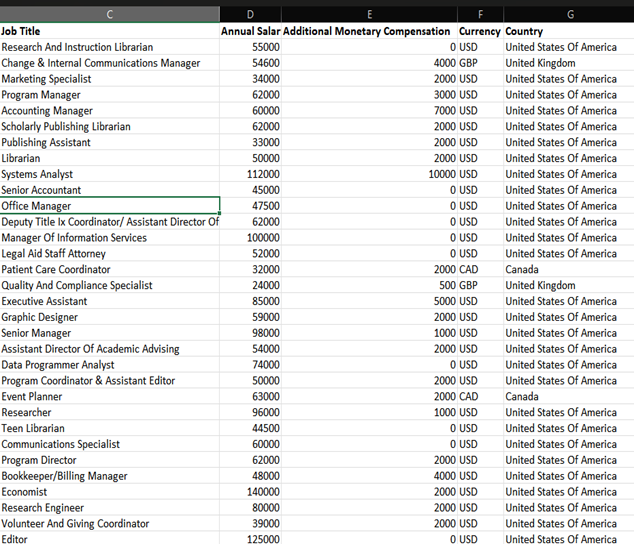 C D E F G
Job Title Annual Salar Additional Monetary Compensation Currency Country
Research And Instruction Librarian 55000 0 USD United States Of America
Change & Internal Communications Manager 54600 4000 GBP United Kingdom
Marketing Specialist 34000 2000 USD United States Of America
Program Manager 62000 3000 USD United States Of America
Accounting Manager 60000 7000 USD United States Of America
Scholarly Publishing Librarian 62000 2000 USD United States Of America
Publishing Assistant 33000 2000 USD United States Of America
Librarian 50000 2000 USD United States Of America
Systems Analyst 112000 10000 USD United States Of America
Senior Accountant 45000 0 USD United States Of America
Office Manager 47500 0 USD United States Of America
Deputy Title Ix Coordinator/ Assistant Director Of 62000 0 USD United States Of America
Manager Of Information Services 100000 0 USD United States Of America
Legal Aid Staff Attorney 52000 0 USD United States Of America
Patient Care Coordinator 32000 2000 CAD Canada
Quality And Compliance Specialist 24000 500 GBP United Kingdom
Executive Assistant 85000 5000 USD United States Of America
Graphic Designer 59000 2000 USD United States Of America
Senior Manager 98000 1000 USD United States Of America
Assistant Director Of Academic Advising 54000 2000 USD United States Of America
Data Programmer Analyst 74000 0 USD United States Of America
Program Coordinator & Assistant Editor 50000 2000 USD United States Of America
Event Planner 63000 2000 CAD Canada
Researcher 96000 1000 USD United States Of America
Teen Librarian 44500 0 USD United States Of America
Communications Specialist 60000 0 USD United States Of America
Program Director 62000 2000 USD United States Of America
Bookkeeper/Billing Manager 48000 4000 USD United States Of America
Economist 140000 2000 USD United States Of America
Research Engineer 80000 2000 USD United States Of America
Volunteer And Giving Coordinator 39000 2000 USD United States Of America
Editor 125000 0 USD United States Of America